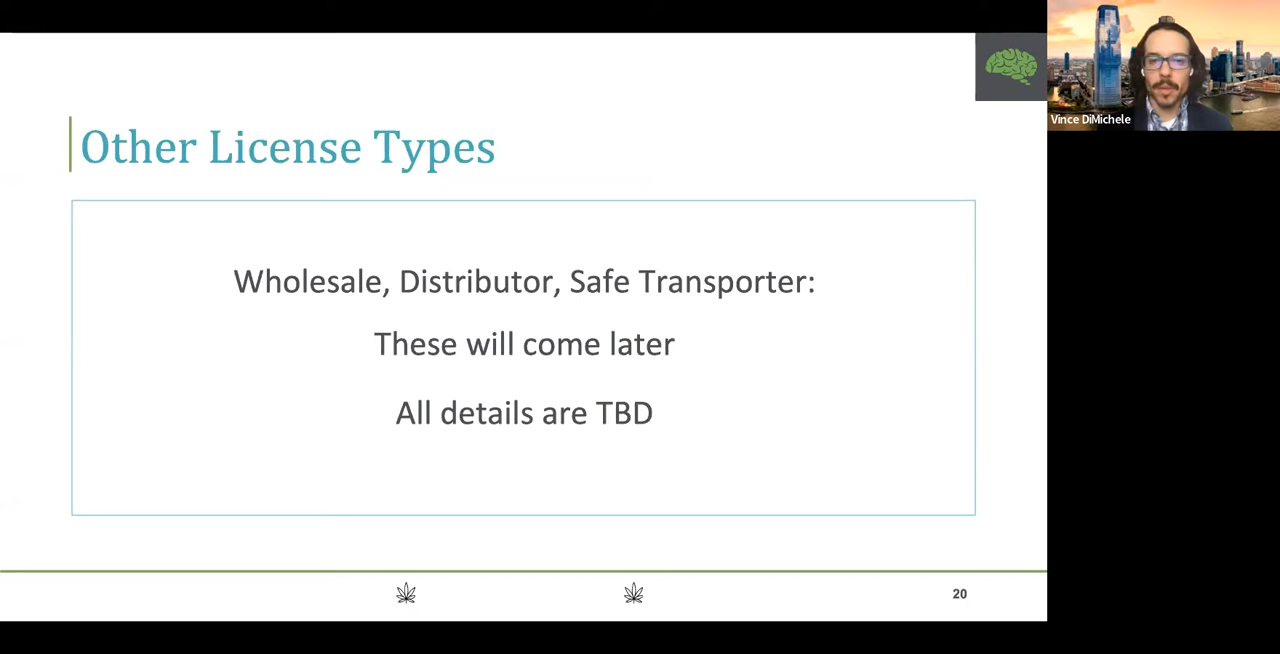 Vince DiMichele
Other License Types
Wholesale, Distributor, Safe Transporter:
These will come later
All details are TBD
20